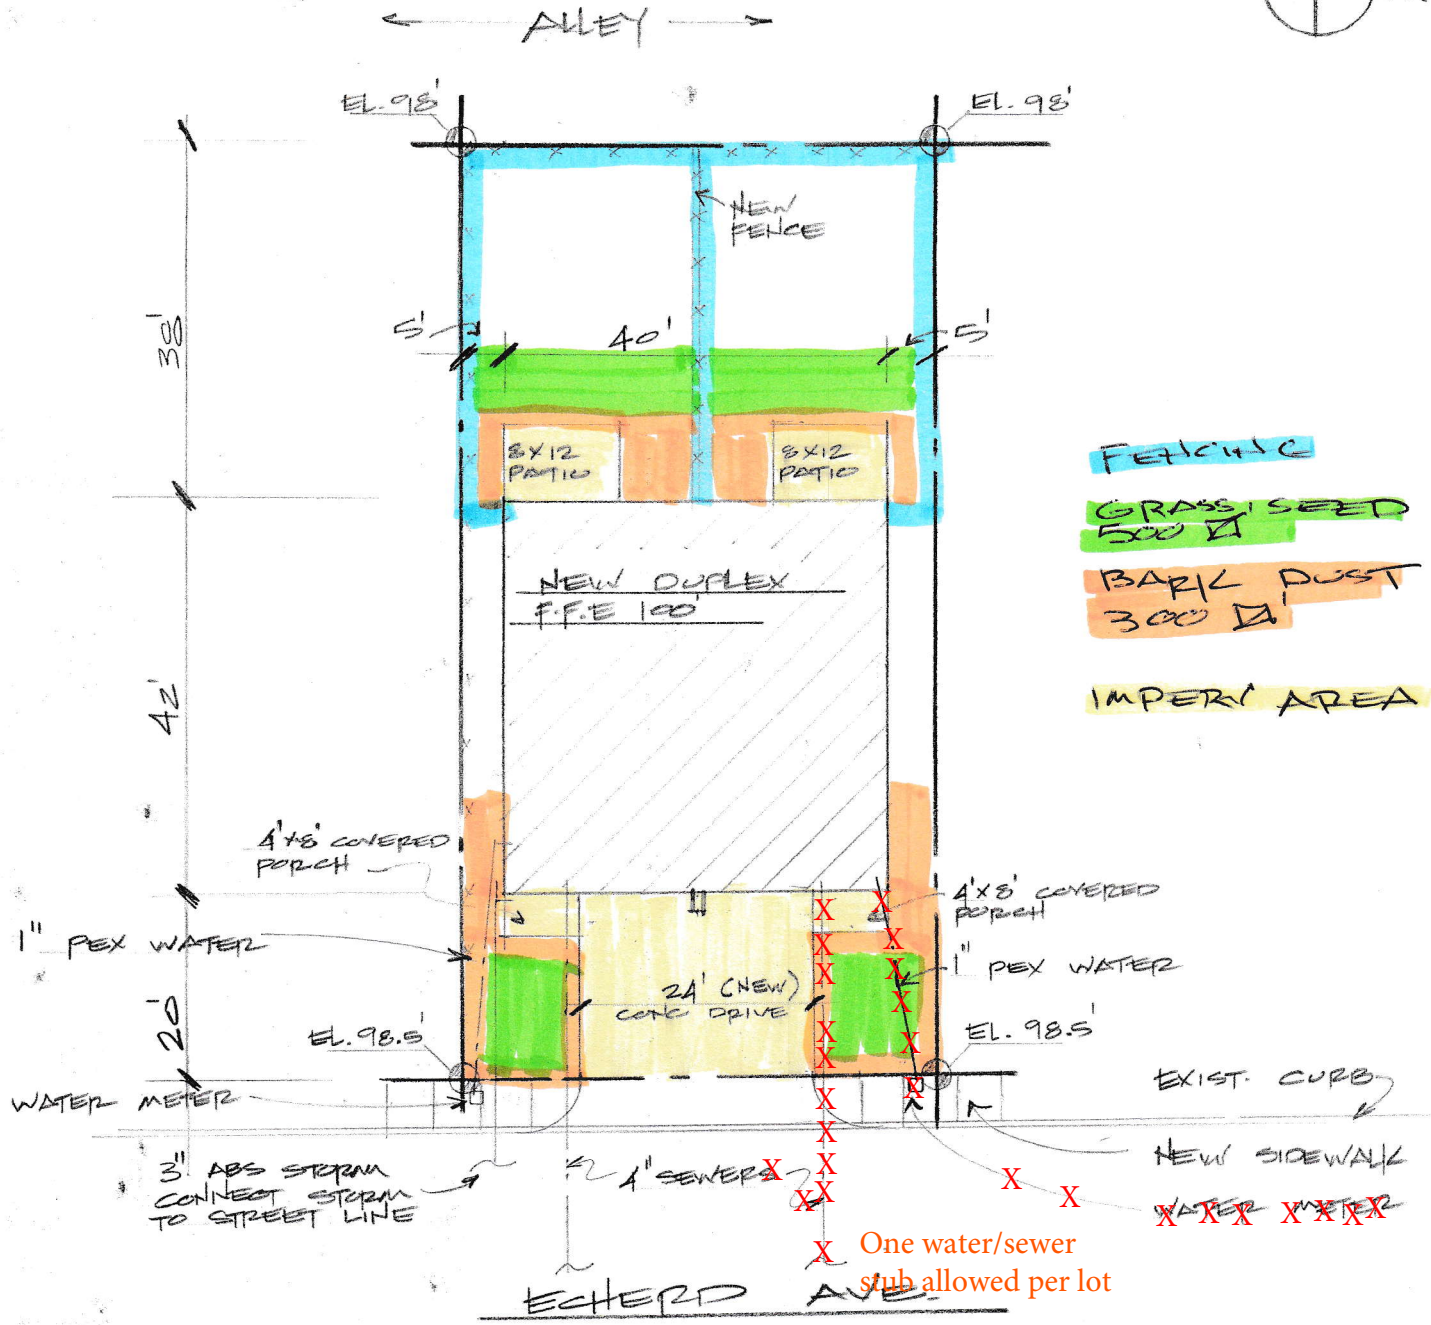 ALLEY
EL. 98'
EL. 98'
NEW
FENCE
38'
5'
40'
5'
8X12
PATIO
8X12
PATIO
FENCING
GRASS SEED
500
BARK DUST
300
IMPERV AREA
NEW DUPLEX
F.F.E 100'
42'
4'X8' COVERED
PORCH
4'X8' COVERED
PORCH
1" PEX WATER
1" PEX WATER
24' (NEW)
CONC DRIVE
20'
EL. 98.5'
EL. 98.5'
WATER METER
EXIST. CURB
NEW SIDEWALK
WATER METER
3" ABS STORM
CONNECT STORM
TO STREET LINE
4" SEWERS
One water/sewer
stub allowed per lot
ECHERD AVE.